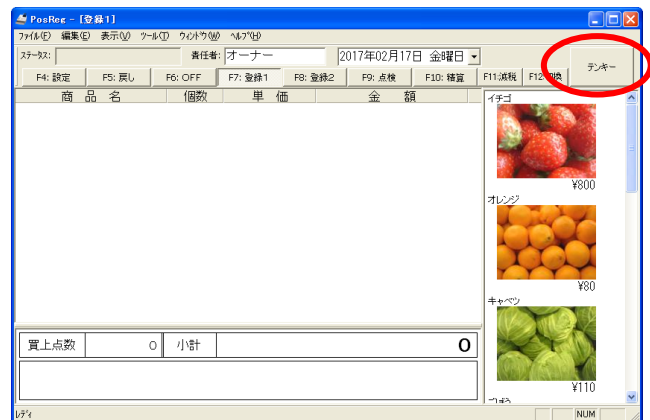 PosReg - [登録1]
ファイル(F) 編集(E) 表示(V) ツール(T) ウィンドウ(W) ヘルプ(H)
ステータス: 責任者: オーナー 2017年02月17日 金曜日
F4: 設定 F5: 戻し F6: OFF F7: 登録1 F8: 登録2 F9: 点検 F10: 精算 F11:減税 F12:
テンキー
商品名 個数 単価 金額
イチゴ
¥800
オレンジ
¥80
キャベツ
¥110
ごぼう
買上点数 0 小計 0
レディ NUM